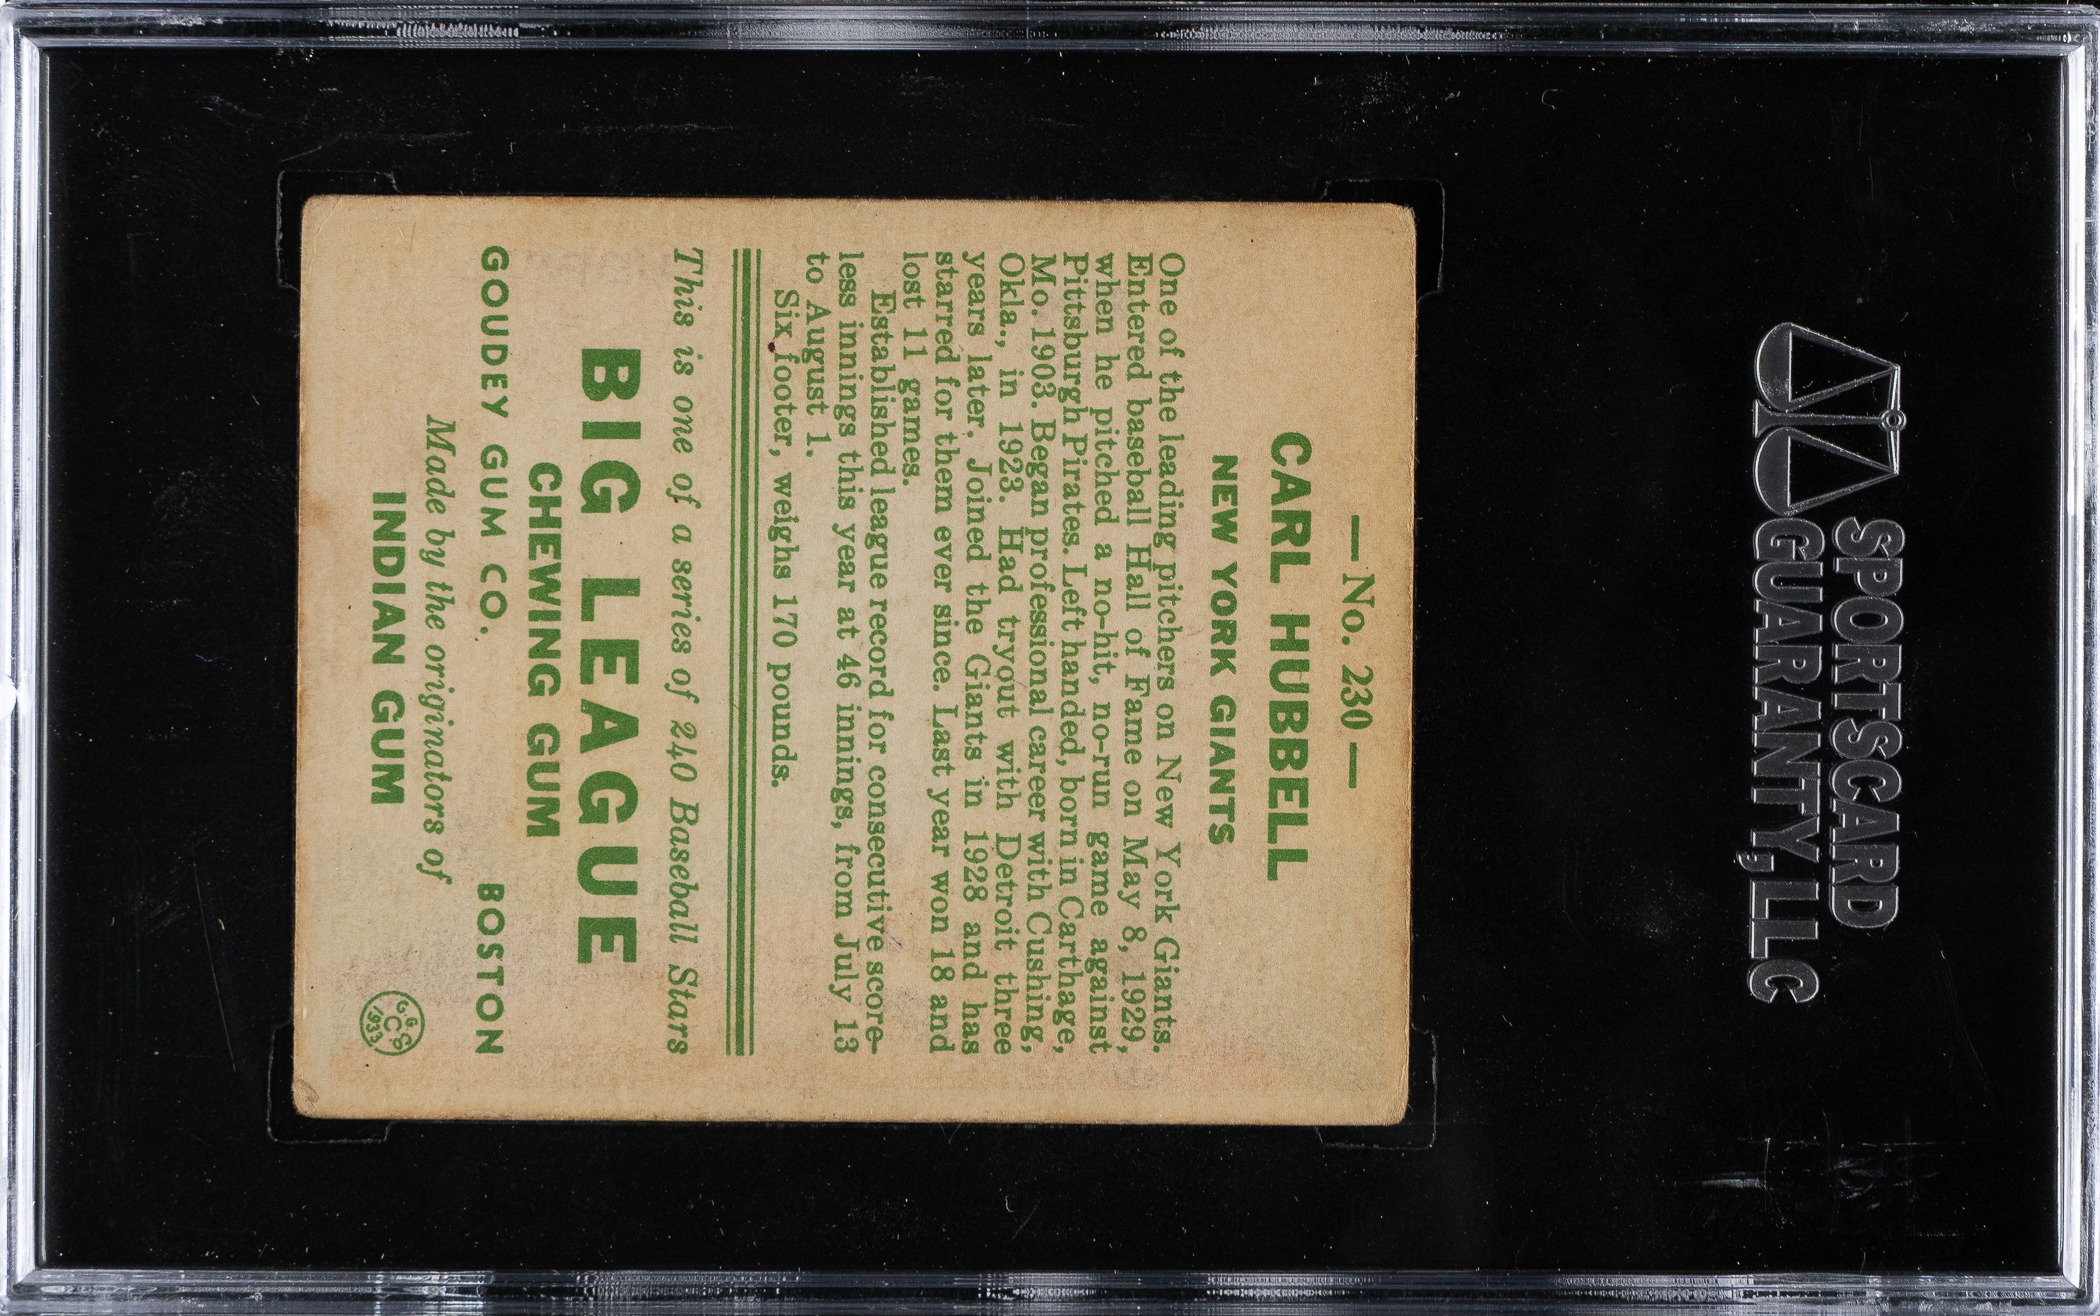 SPORTSCARD
GUARANTY, LLC
— No. 230 —
CARL HUBBELL
NEW YORK GIANTS
One of the leading pitchers on New York Giants.
Entered baseball Hall of Fame on May 8, 1929,
when he pitched a no-hit, no-run game against
Pittsburgh Pirates. Left handed, born in Carthage,
Mo. 1903. Began professional career with Cushing,
Okla., in 1923. Had tryout with Detroit three
years later. Joined the Giants in 1928 and has
starred for them ever since. Last year won 18 and
lost 11 games.
Established league record for consecutive score-
less innings this year at 46 innings, from July 13
to August 1.
Six footer, weighs 170 pounds.
This is one of a series of 240 Baseball Stars
BIG LEAGUE
CHEWING GUM
GOUDEY GUM CO. BOSTON
Made by the originators of
INDIAN GUM
G. G. Co.
1933